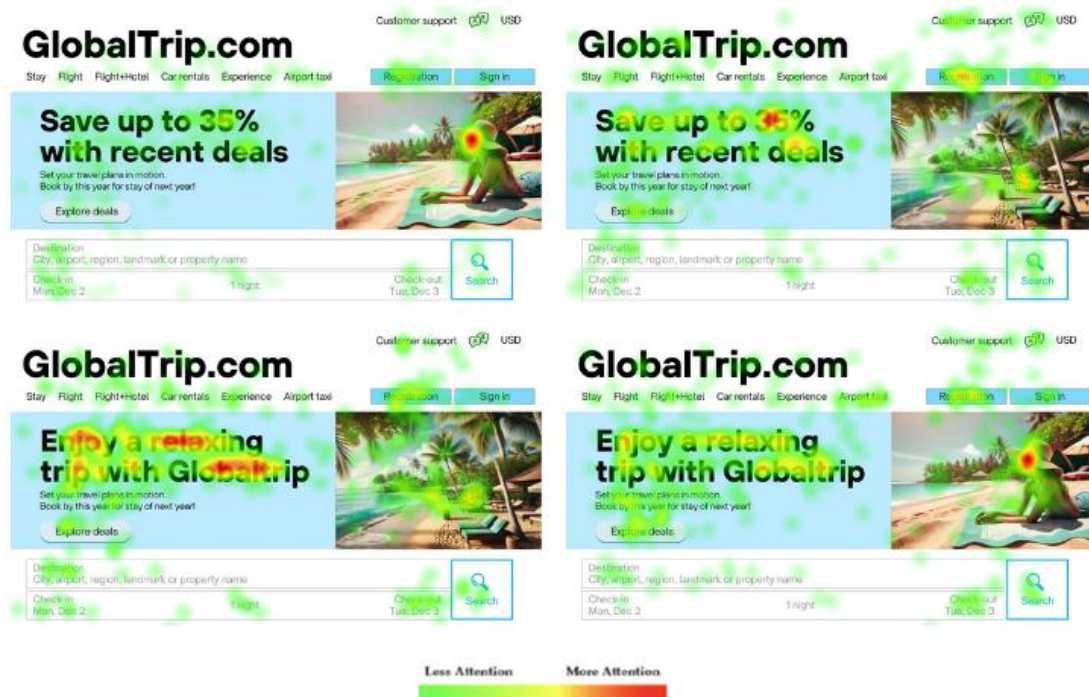 Customer support USD
GlobalTrip.com
Stay Flight Flight+Hotel Car rentals Experience Airport taxi Registration Sign in
Save up to 35%
with recent deals
Set your travel plans in motion.
Book by this year for stay of next year!
Explore deals
Destination
City, airport, region, landmark or property name
Check-in 1 night Check-out Search
Mon, Dec 2 Tue, Dec 3
Customer support USD
GlobalTrip.com
Stay Flight Flight+Hotel Car rentals Experience Airport taxi Registration Sign in
Save up to 35%
with recent deals
Set your travel plans in motion.
Book by this year for stay of next year!
Explore deals
Destination
City, airport, region, landmark or property name
Check-in 1 night Check-out Search
Mon, Dec 2 Tue, Dec 3
Customer support USD
GlobalTrip.com
Stay Flight Flight+Hotel Car rentals Experience Airport taxi Registration Sign in
Enjoy a relaxing
trip with Globaltrip
Set your travel plans in motion.
Book by this year for stay of next year!
Explore deals
Destination
City, airport, region, landmark or property name
Check-in 1 night Check-out Search
Mon, Dec 2 Tue, Dec 3
Customer support USD
GlobalTrip.com
Stay Flight Flight+Hotel Car rentals Experience Airport taxi Registration Sign in
Enjoy a relaxing
trip with Globaltrip
Set your travel plans in motion.
Book by this year for stay of next year!
Explore deals
Destination
City, airport, region, landmark or property name
Check-in 1 night Check-out Search
Mon, Dec 2 Tue, Dec 3
Less Attention More Attention